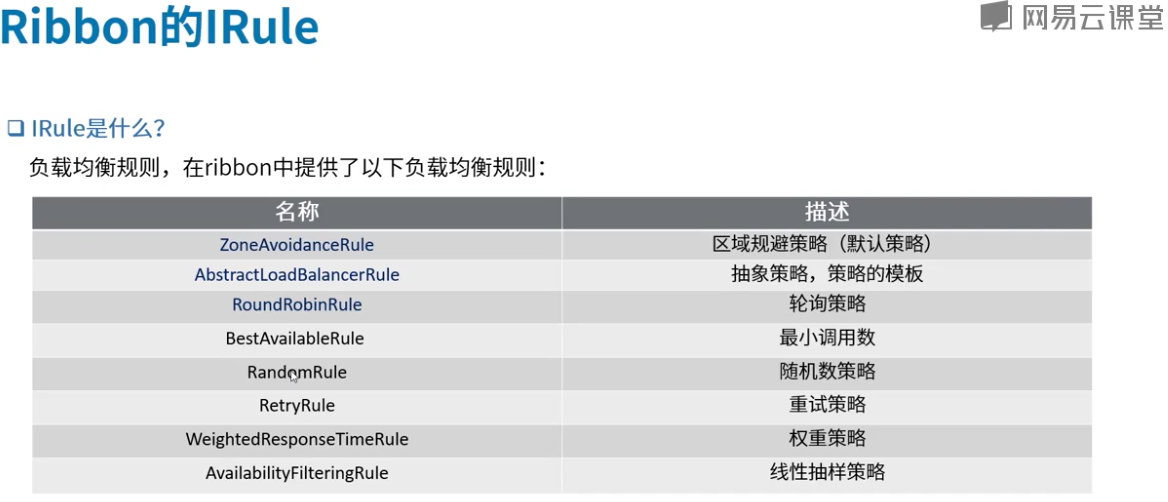 Ribbon的IRule
网易云课堂
IRule是什么？
负载均衡规则，在ribbon中提供了以下负载均衡规则：
名称 描述
ZoneAvoidanceRule 区域规避策略（默认策略）
AbstractLoadBalancerRule 抽象策略，策略的模板
RoundRobinRule 轮询策略
BestAvailableRule 最小调用数
RandomRule 随机数策略
RetryRule 重试策略
WeightedResponseTimeRule 权重策略
AvailabilityFilteringRule 线性抽样策略